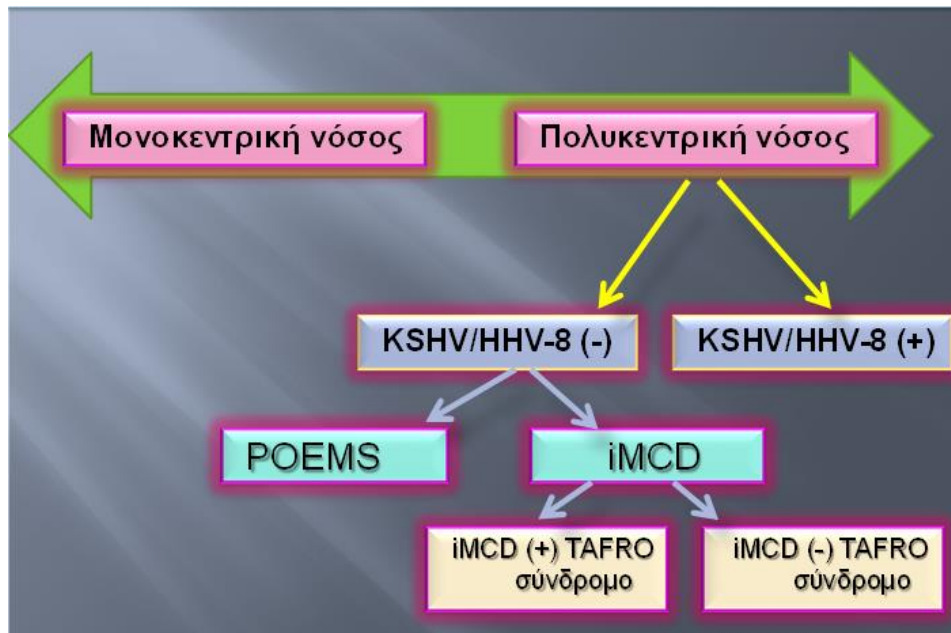 Μονοκεντρική νόσος
Πολυκεντρική νόσος
KSHV/HHV-8 (-)
KSHV/HHV-8 (+)
POEMS
iMCD
iMCD (+) TAFRO
σύνδρομο
iMCD (-) TAFRO
σύνδρομο